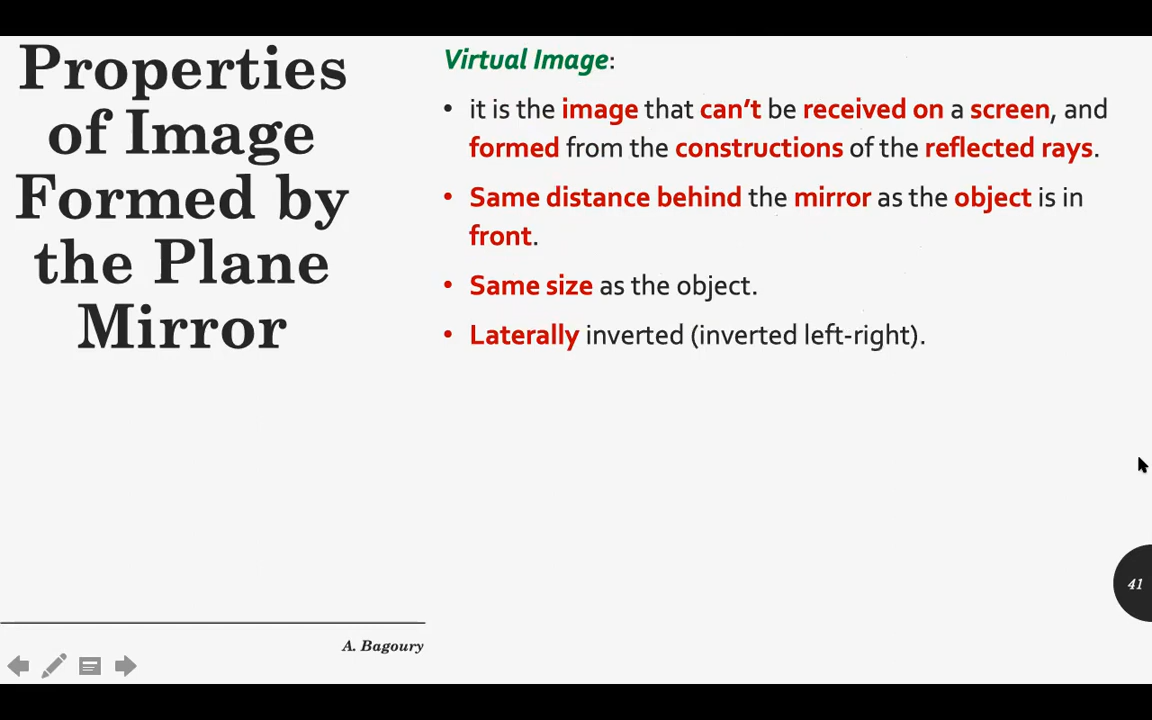 Properties
of Image
Formed by
the Plane
Mirror
Virtual Image:
• it is the image that can't be received on a screen, and
formed from the constructions of the reflected rays.
• Same distance behind the mirror as the object is in
front.
• Same size as the object.
• Laterally inverted (inverted left-right).
41
A. Bagoury